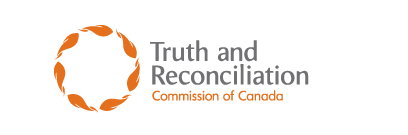 Truth and
Reconciliation
Commission of Canada